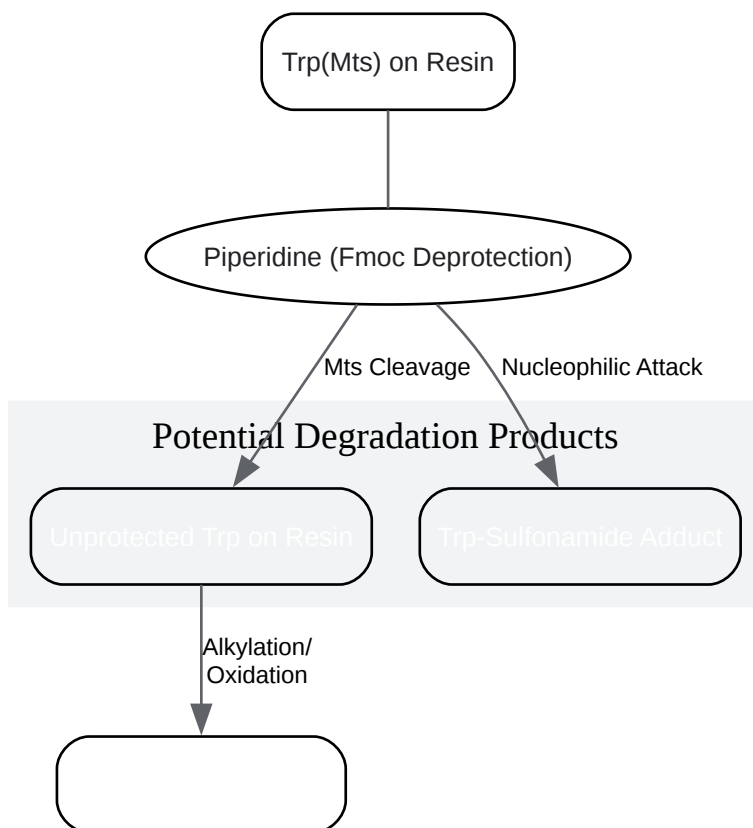 Trp(Mts) on Resin
Piperidine (Fmoc Deprotection)
Mts Cleavage
Nucleophilic Attack
Potential Degradation Products
Unprotected Trp on Resin
Trp-Sulfonamide Adduct
Alkylation/
Oxidation